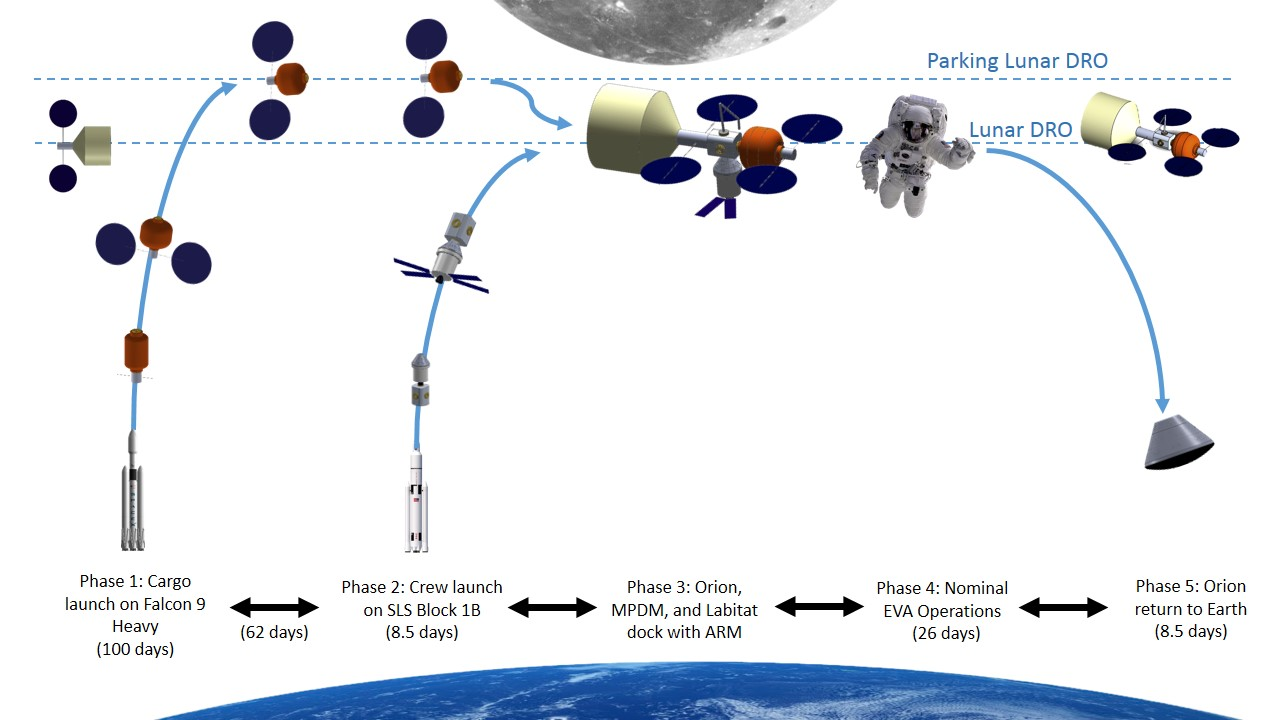 Parking Lunar DRO
Lunar DRO
Phase 1: Cargo
launch on Falcon 9
Heavy
(100 days)
(62 days)
Phase 2: Crew launch
on SLS Block 1B
(8.5 days)
Phase 3: Orion,
MPDM, and Labitat
dock with ARM
Phase 4: Nominal
EVA Operations
(26 days)
Phase 5: Orion
return to Earth
(8.5 days)